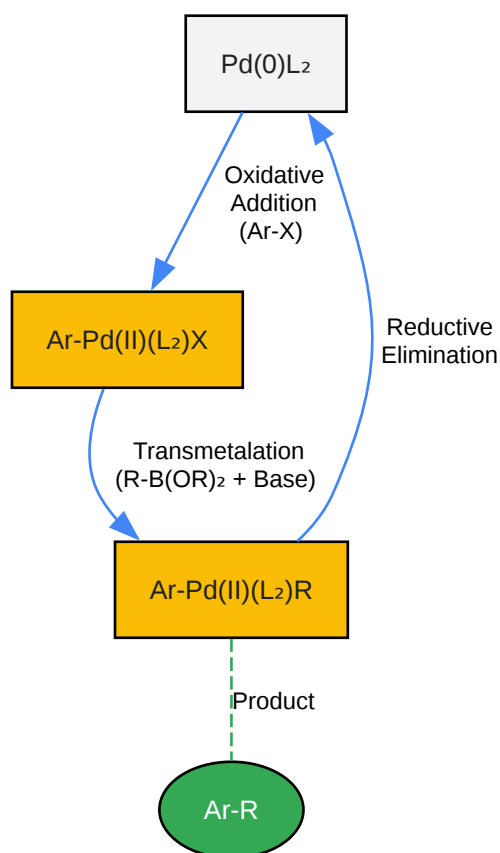 Pd(0)L₂
Oxidative
Addition
(Ar-X)
Ar-Pd(II)(L₂)X
Reductive
Elimination
Transmetalation
(R-B(OR)₂ + Base)
Ar-Pd(II)(L₂)R
Product
Ar-R